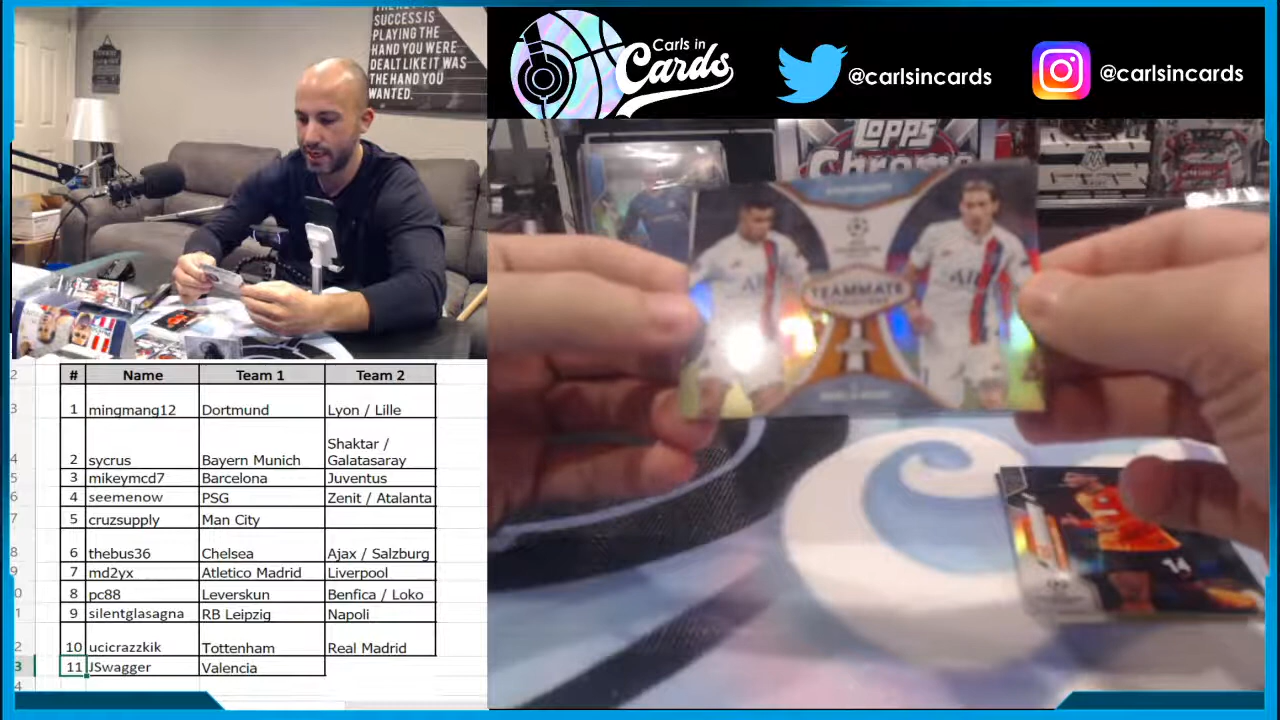 SUCCESS IS
PLAYING THE
HAND YOU WERE
DEALT LIKE IT WAS
THE HAND YOU
WANTED.
Carls in
Cards
@carlsincards
@carlsincards
TOPPS
Chrome
TEAMMATE
14
# Name Team 1 Team 2
1 mingmang12 Dortmund Lyon / Lille
2 sycrus Bayern Munich Shaktar / Galatasaray
3 mikeymcd7 Barcelona Juventus
4 seemenow PSG Zenit / Atalanta
5 cruzsupply Man City
6 thebus36 Chelsea Ajax / Salzburg
7 md2yx Atletico Madrid Liverpool
8 pc88 Leverskun Benfica / Loko
9 silentglasagna RB Leipzig Napoli
10 ucicrazzkik Tottenham Real Madrid
11 JSwagger Valencia